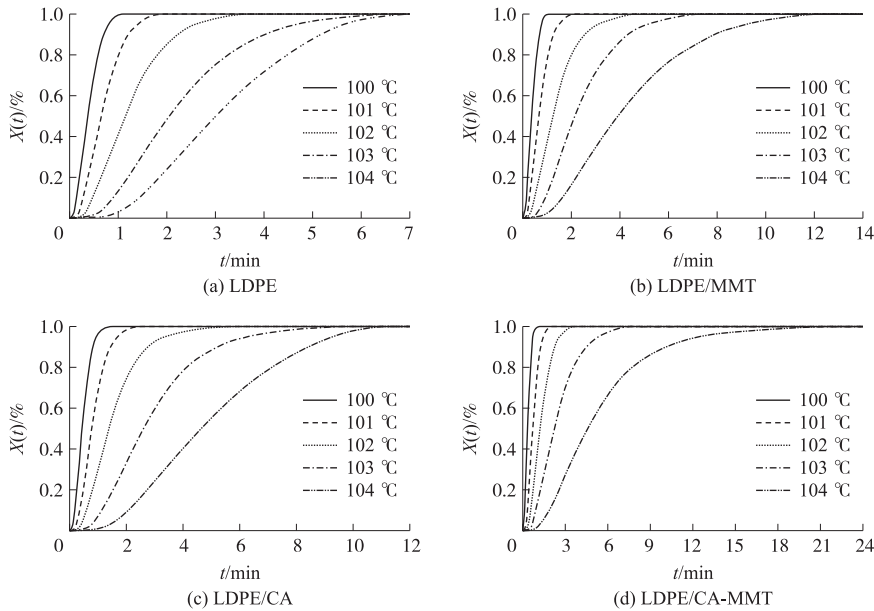 1.0
0.8
0.6
0.4
0.2
X(t)/%
100 ℃
101 ℃
102 ℃
103 ℃
104 ℃
0 1 2 3 4 5 6 7
t/min
(a) LDPE
1.0
0.8
0.6
0.4
0.2
X(t)/%
100 ℃
101 ℃
102 ℃
103 ℃
104 ℃
0 2 4 6 8 10 12 14
t/min
(b) LDPE/MMT
1.0
0.8
0.6
0.4
0.2
X(t)/%
100 ℃
101 ℃
102 ℃
103 ℃
104 ℃
0 2 4 6 8 10 12
t/min
(c) LDPE/CA
1.0
0.8
0.6
0.4
0.2
X(t)/%
100 ℃
101 ℃
102 ℃
103 ℃
104 ℃
0 3 6 9 12 15 18 21 24
t/min
(d) LDPE/CA-MMT